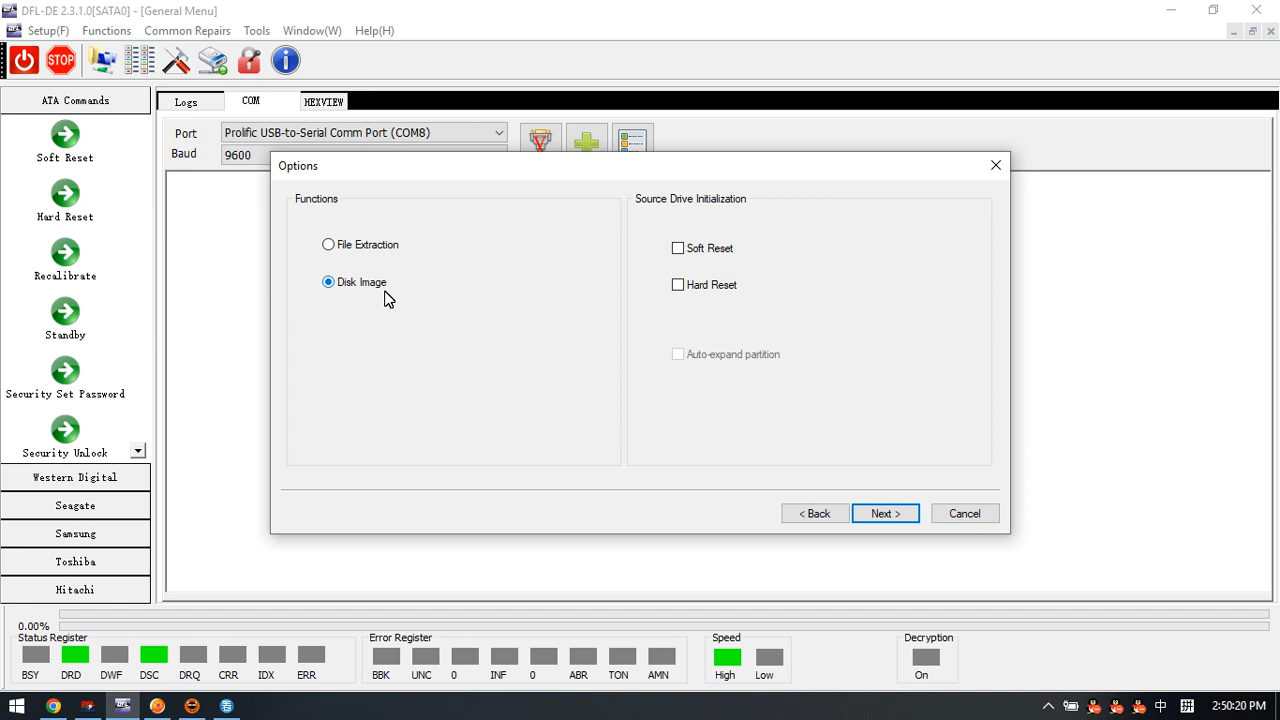 DFL-DE 2.3.1.0[SATA0] - [General Menu]
Setup(F) Functions Common Repairs Tools Window(W) Help(H)
STOP
ATA Commands
Soft Reset
Hard Reset
Recalibrate
Standby
Security Set Password
Security Unlock
Western Digital
Seagate
Samsung
Toshiba
Hitachi
Logs COM HEXVIEW
Port Prolific USB-to-Serial Comm Port (COM8)
Baud 9600
Options
Functions
File Extraction
Disk Image
Source Drive Initialization
Soft Reset
Hard Reset
Auto-expand partition
< Back Next > Cancel
0.00%
Status Register
BSY DRD DWF DSC DRQ CRR IDX ERR
Error Register
BBK UNC 0 INF 0 ABR TON AMN
Speed
High Low
Decryption
On
中 拼 2:50:20 PM